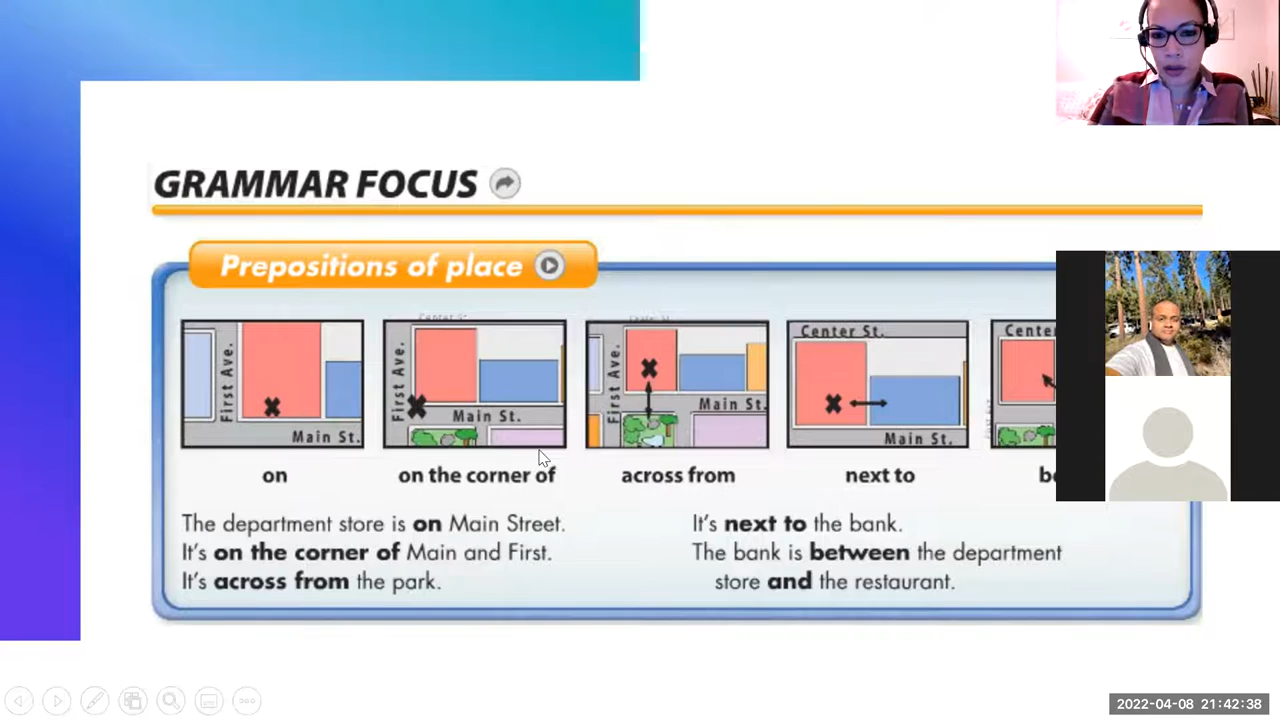 GRAMMAR FOCUS
Prepositions of place
First Ave.
Main St.
Center St.
First Ave.
Main St.
First Ave.
Main St.
Center St.
Main St.
Center
on
on the corner of
across from
next to
The department store is on Main Street.
It's on the corner of Main and First.
It's across from the park.
It's next to the bank.
The bank is between the department
store and the restaurant.
2022-04-08 21:42:38